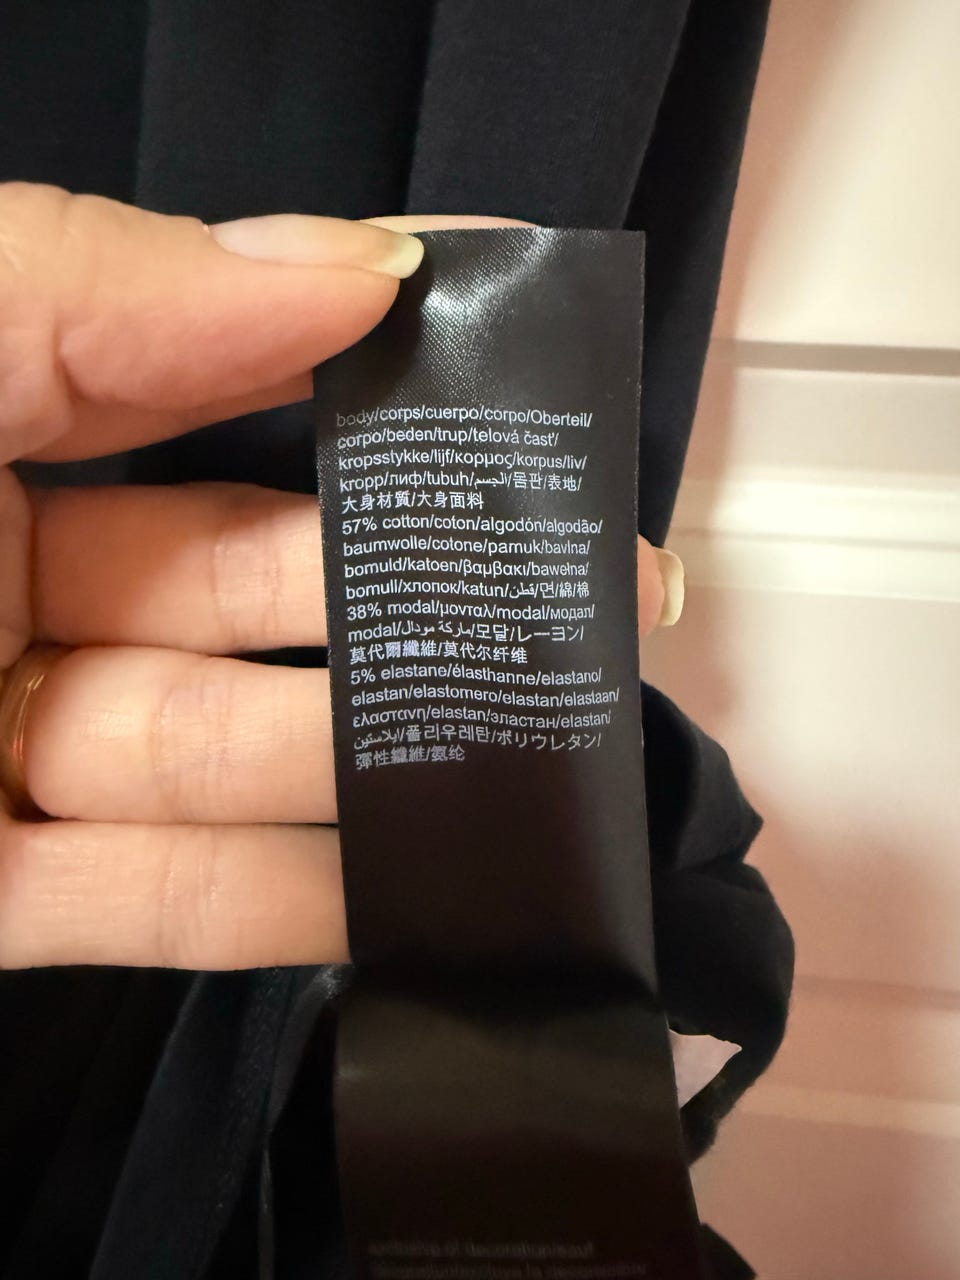 body/corps/cuerpo/corpo/Oberteil/
corpo/beden/trup/telová časť/
kropsstykke/lijf/κορμος/korpus/liv/
kropp/лиф/tubuh/الجسم/몸판/表地/
大身材質/大身面料
57% cotton/coton/algodón/algodão/
baumwolle/cotone/pamuk/bavlna/
bomuld/katoen/βαμβακι/bawełna/
bomull/хлопок/katun/قطن/면/綿/棉
38% modal/μονταλ/modal/модал/
modal/ماركة مودال/모달/レーヨン/
莫代爾纖維/莫代尔纤维
5% elastane/élasthanne/elastano/
elastan/elastomero/elastan/elastaan/
ελαστανη/elastan/эластан/elastan/
ايلاستين/폴리우레탄/ポリウレタン/
彈性纖維/氨纶
exclusive of decoration/sauf